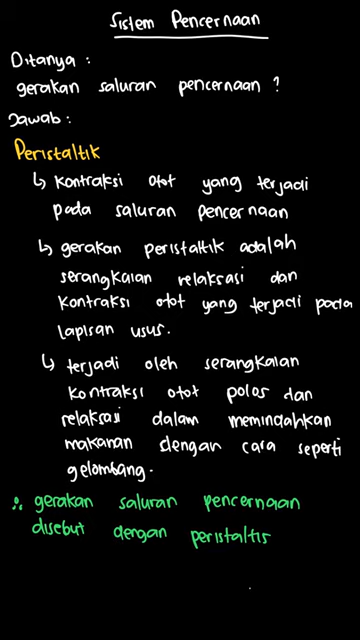 Sistem Pencernaan
Ditanya :
gerakan saluran pencernaan ?
Jawab :
Peristaltik
↳ kontraksi otot yang terjadi
pada saluran pencernaan
↳ gerakan peristaltik adalah
serangkaian relaksasi dan
kontraksi otot yang terjadi pada
lapisan usus.
↳ terjadi oleh serangkaian
kontraksi otot polos dan
relaksasi dalam memindahkan
makanan dengan cara seperti
gelombang.
∴ gerakan saluran pencernaan
disebut dengan peristaltis